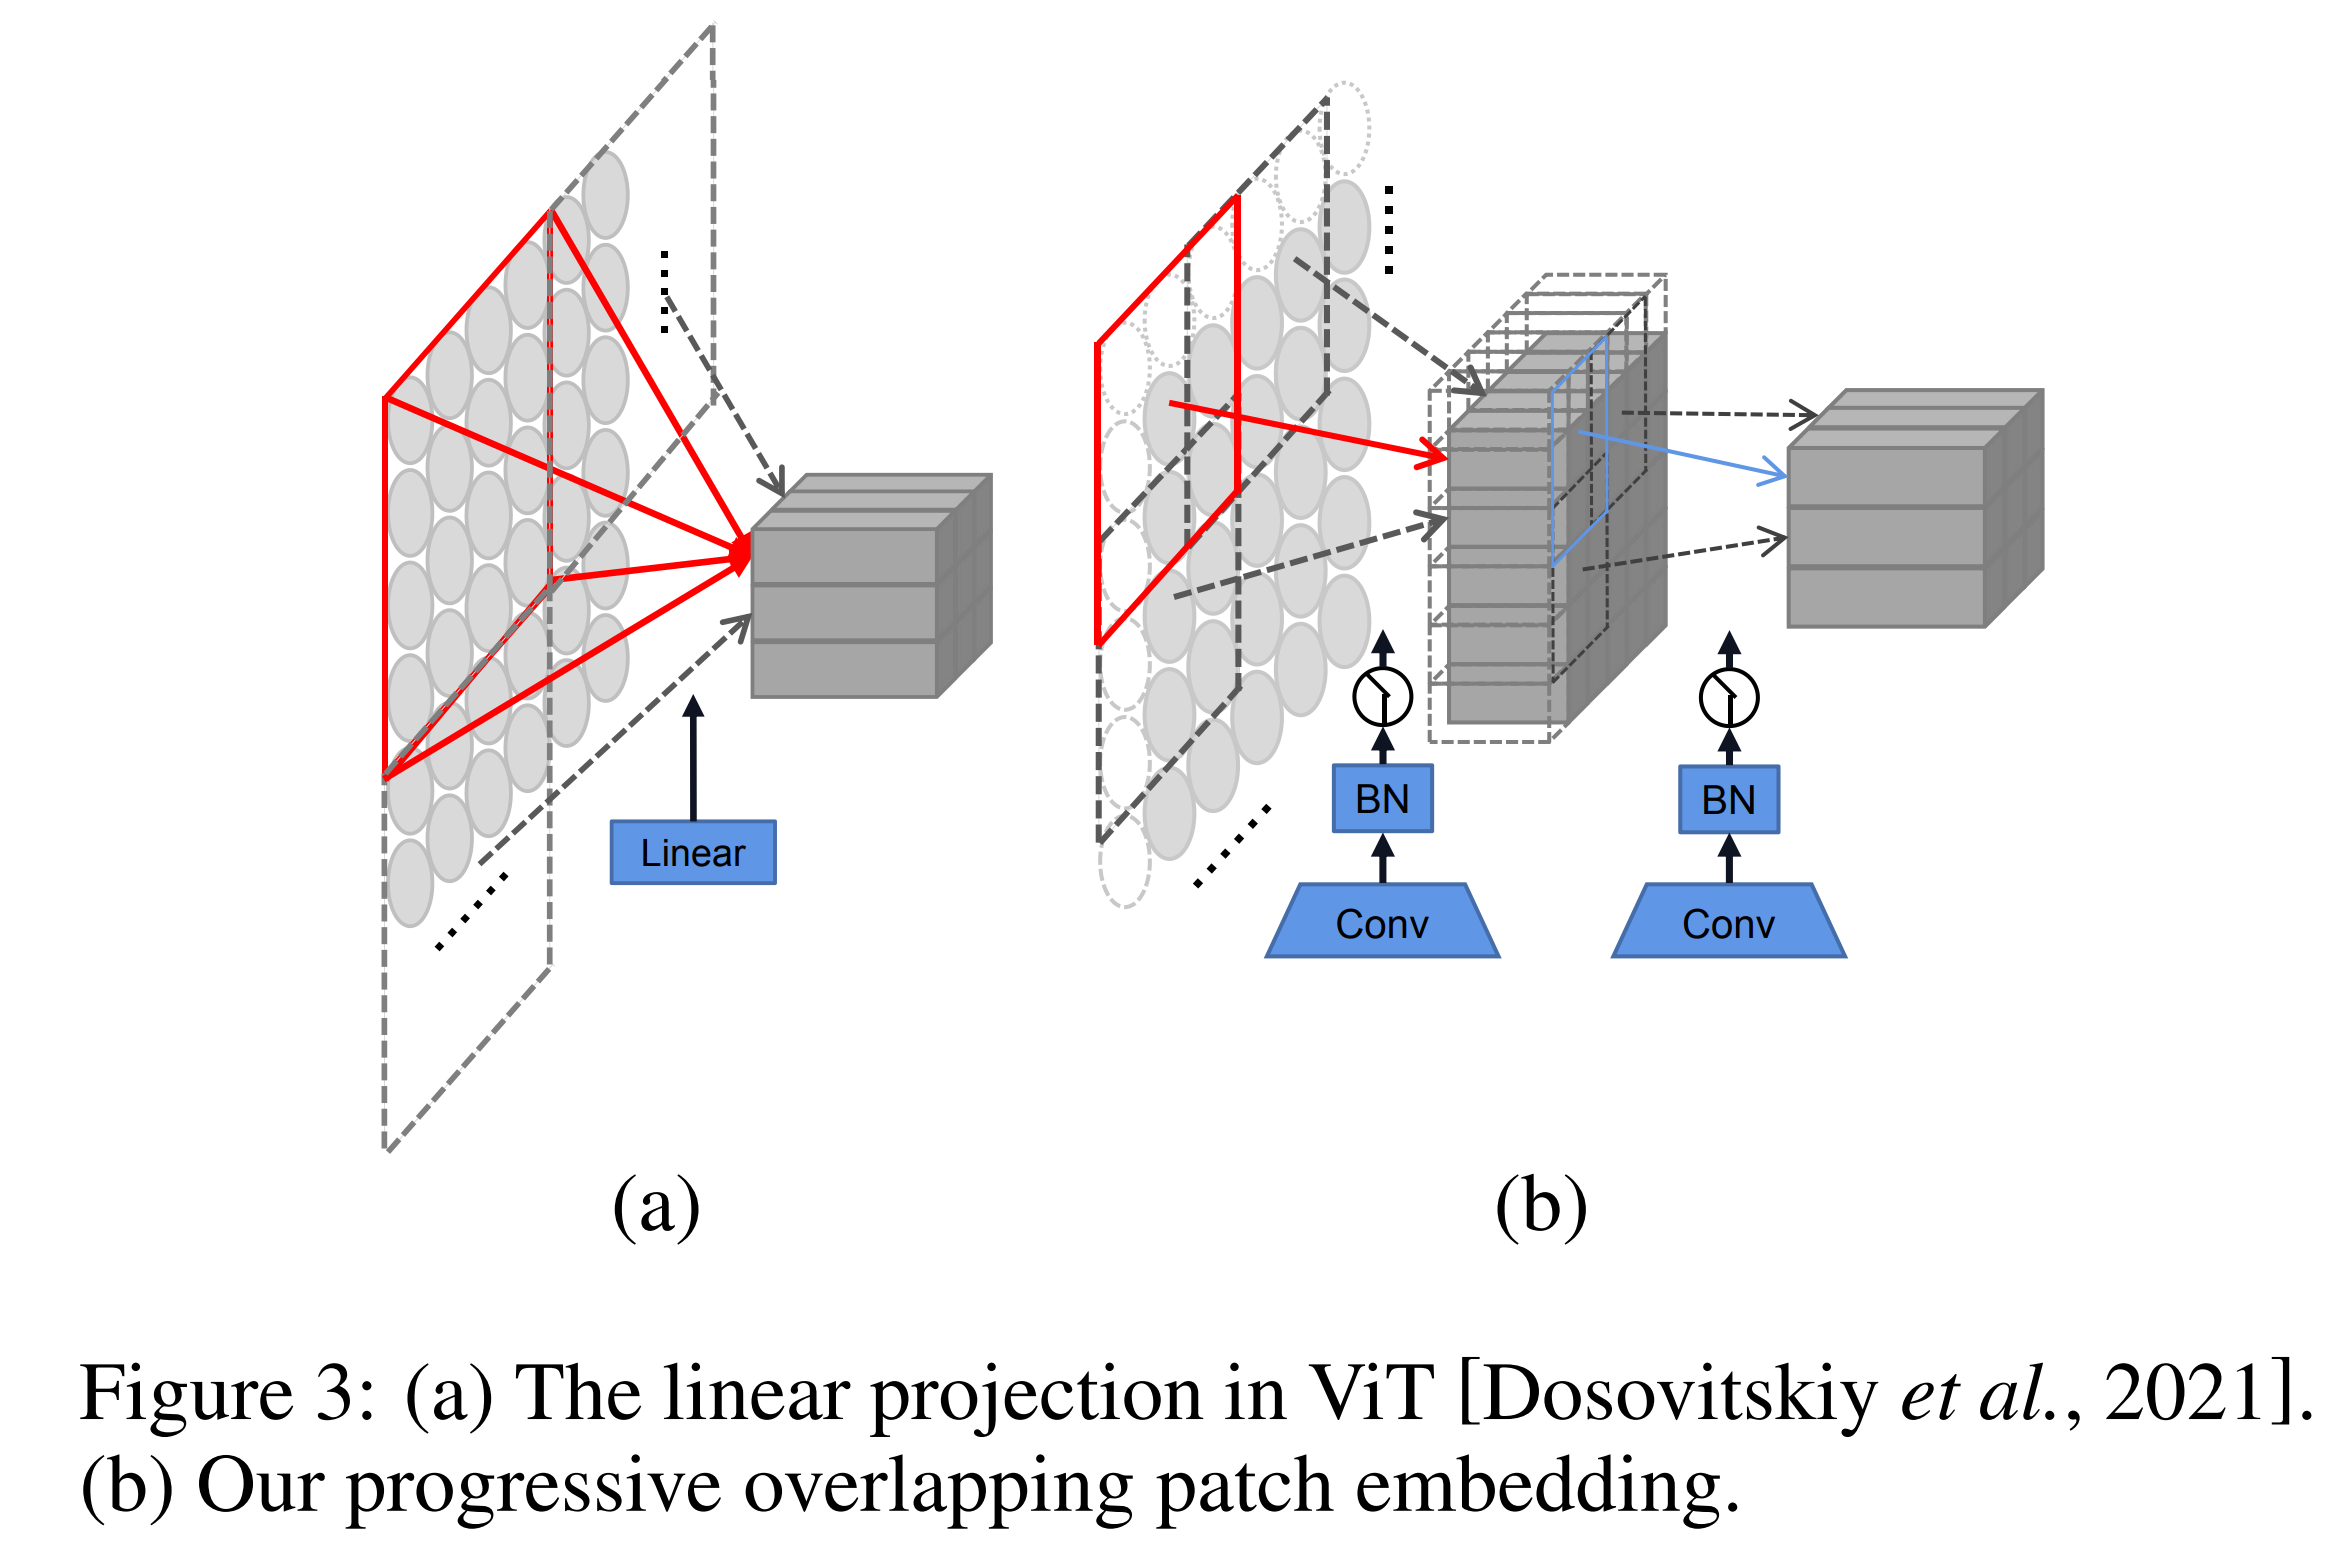 Linear
BN
BN
Conv
Conv
(a)
(b)
Figure 3: (a) The linear projection in ViT [Dosovitskiy et al., 2021].
(b) Our progressive overlapping patch embedding.